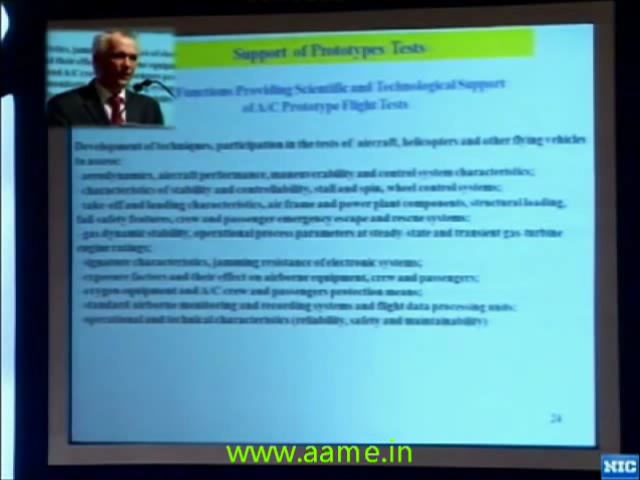 Support of Prototypes Tests
Functions Providing Scientific and Technological Support
of A/C Prototype Flight Tests
Development of techniques, participation in the tests of aircraft, helicopters and other flying vehicles
to assess:
aerodynamics, aircraft performance, maneuverability and control system characteristics;
characteristics of stability and controllability, stall and spin, wheel control systems;
take-off and landing characteristics, air frame and power plant components, structural loading,
fail-safety features, crew and passenger emergency escape and rescue systems;
gas dynamic stability, operational process parameters at steady-state and transient gas-turbine
engine ratings;
signature characteristics, jamming resistance of electronic systems;
exposure factors and their effect on airborne equipment, crew and passengers;
oxygen equipment and A/C crew and passengers protection means;
standard airborne monitoring and recording systems and flight data processing units;
operational and technical characteristics (reliability, safety and maintainability)
24
www.aame.in
NIC